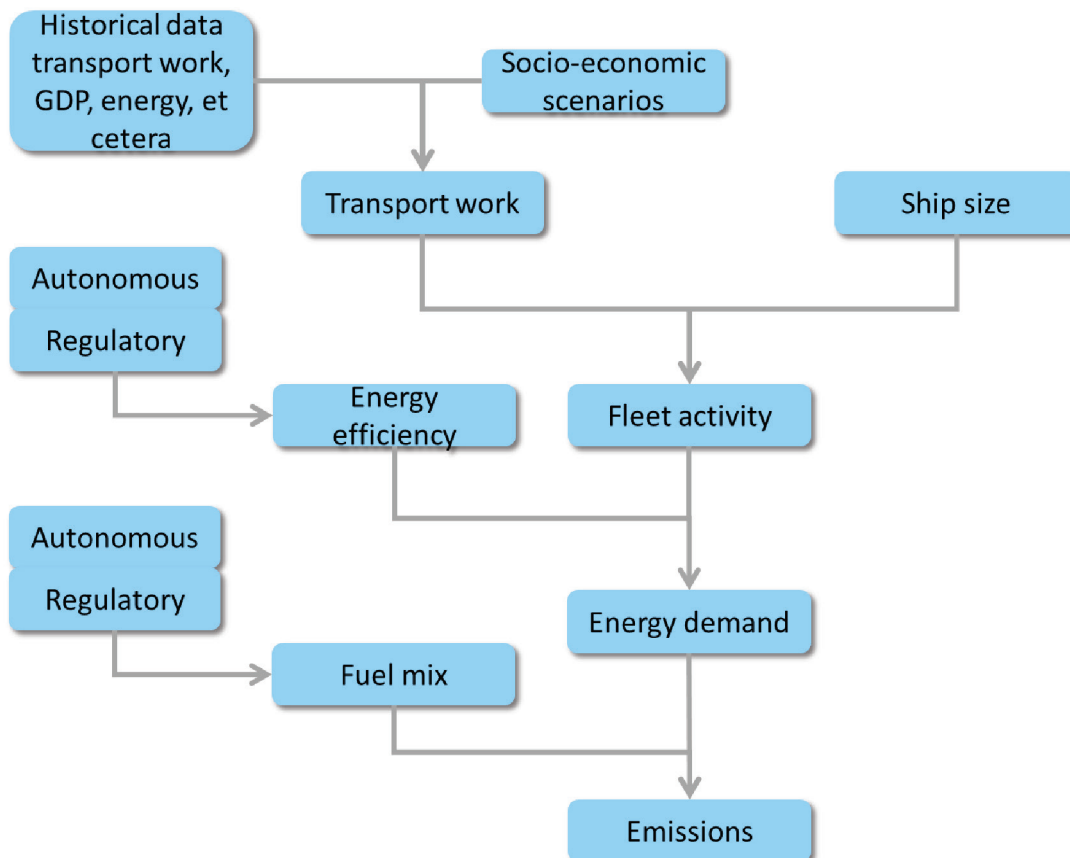 Historical data
transport work,
GDP, energy, et
cetera
Socio-economic
scenarios
Transport work
Ship size
Autonomous
Regulatory
Energy
efficiency
Fleet activity
Autonomous
Regulatory
Energy demand
Fuel mix
Emissions